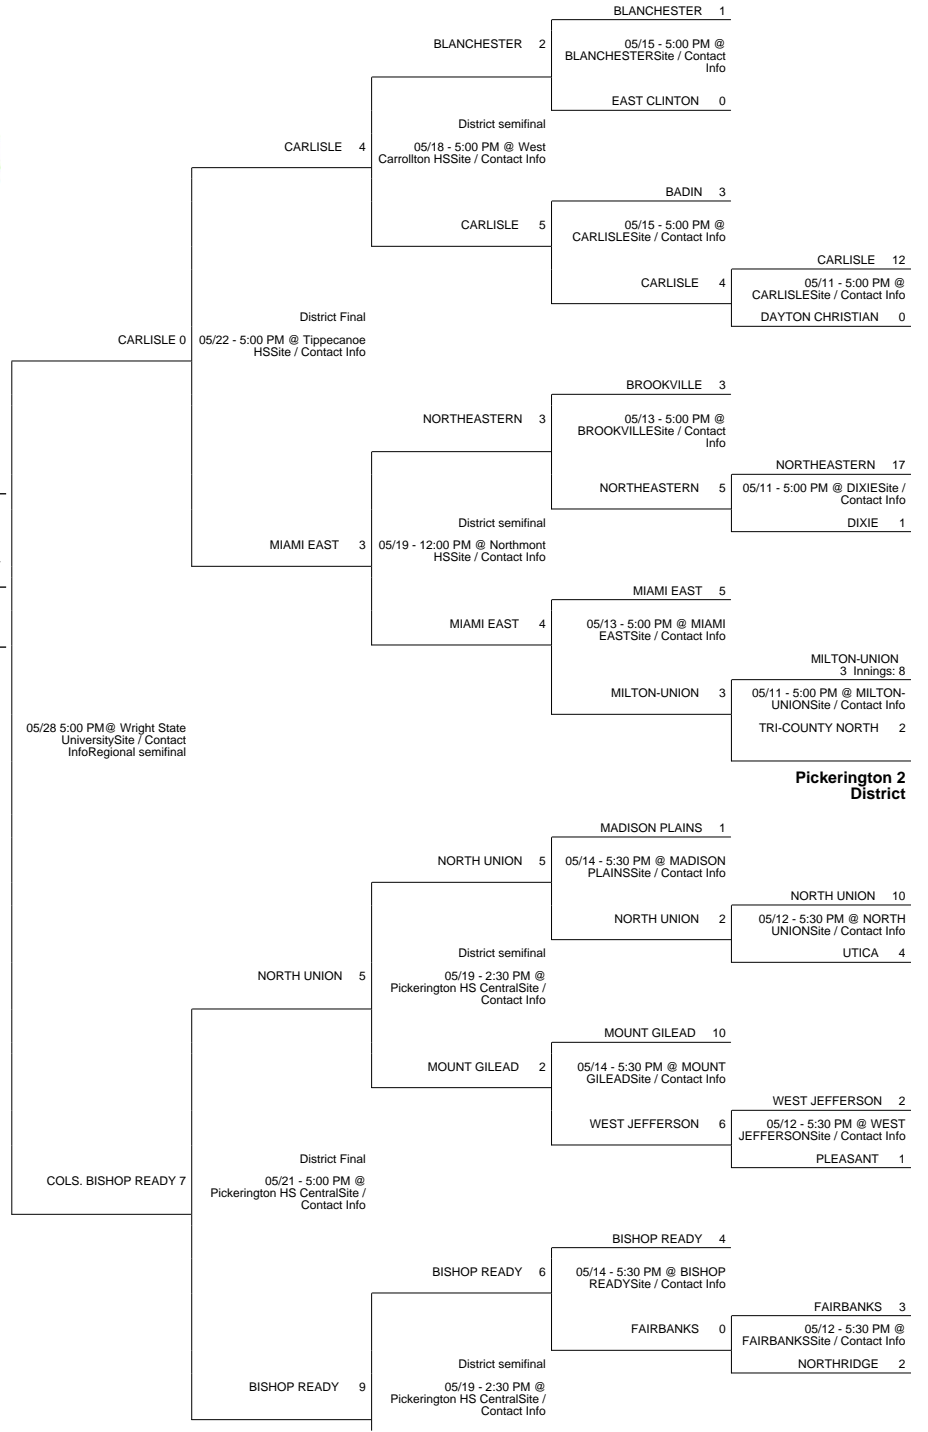 BLANCHESTER 1
BLANCHESTER 2
05/15 - 5:00 PM @
BLANCHESTERSite / Contact
Info
EAST CLINTON 0
District semifinal
CARLISLE 4
05/18 - 5:00 PM @ West
Carrollton HSSite / Contact Info
BADIN 3
CARLISLE 5
05/15 - 5:00 PM @
CARLISLESite / Contact Info
CARLISLE 12
CARLISLE 4
05/11 - 5:00 PM @
CARLISLESite / Contact Info
DAYTON CHRISTIAN 0
District Final
CARLISLE 0
05/22 - 5:00 PM @ Tippecanoe
HSSite / Contact Info
BROOKVILLE 3
NORTHEASTERN 3
05/13 - 5:00 PM @
BROOKVILLESite / Contact
Info
NORTHEASTERN 17
NORTHEASTERN 5
05/11 - 5:00 PM @ DIXIESite /
Contact Info
DIXIE 1
District semifinal
MIAMI EAST 3
05/19 - 12:00 PM @ Northmont
HSSite / Contact Info
MIAMI EAST 5
MIAMI EAST 4
05/13 - 5:00 PM @ MIAMI
EASTSite / Contact Info
MILTON-UNION
3 Innings: 8
MILTON-UNION 3
05/11 - 5:00 PM @ MILTON-
UNIONSite / Contact Info
TRI-COUNTY NORTH 2
05/28 5:00 PM@ Wright State
UniversitySite / Contact
InfoRegional semifinal
Pickerington 2
District
MADISON PLAINS 1
NORTH UNION 5
05/14 - 5:30 PM @ MADISON
PLAINSSite / Contact Info
NORTH UNION 10
NORTH UNION 2
05/12 - 5:30 PM @ NORTH
UNIONSite / Contact Info
UTICA 4
District semifinal
NORTH UNION 5
05/19 - 2:30 PM @
Pickerington HS CentralSite /
Contact Info
MOUNT GILEAD 10
MOUNT GILEAD 2
05/14 - 5:30 PM @ MOUNT
GILEADSite / Contact Info
WEST JEFFERSON 2
WEST JEFFERSON 6
05/12 - 5:30 PM @ WEST
JEFFERSONSite / Contact Info
PLEASANT 1
District Final
COLS. BISHOP READY 7
05/21 - 5:00 PM @
Pickerington HS CentralSite /
Contact Info
BISHOP READY 4
BISHOP READY 6
05/14 - 5:30 PM @ BISHOP
READYSite / Contact Info
FAIRBANKS 3
FAIRBANKS 0
05/12 - 5:30 PM @
FAIRBANKSSite / Contact Info
NORTHRIDGE 2
District semifinal
BISHOP READY 9
05/19 - 2:30 PM @
Pickerington HS CentralSite /
Contact Info